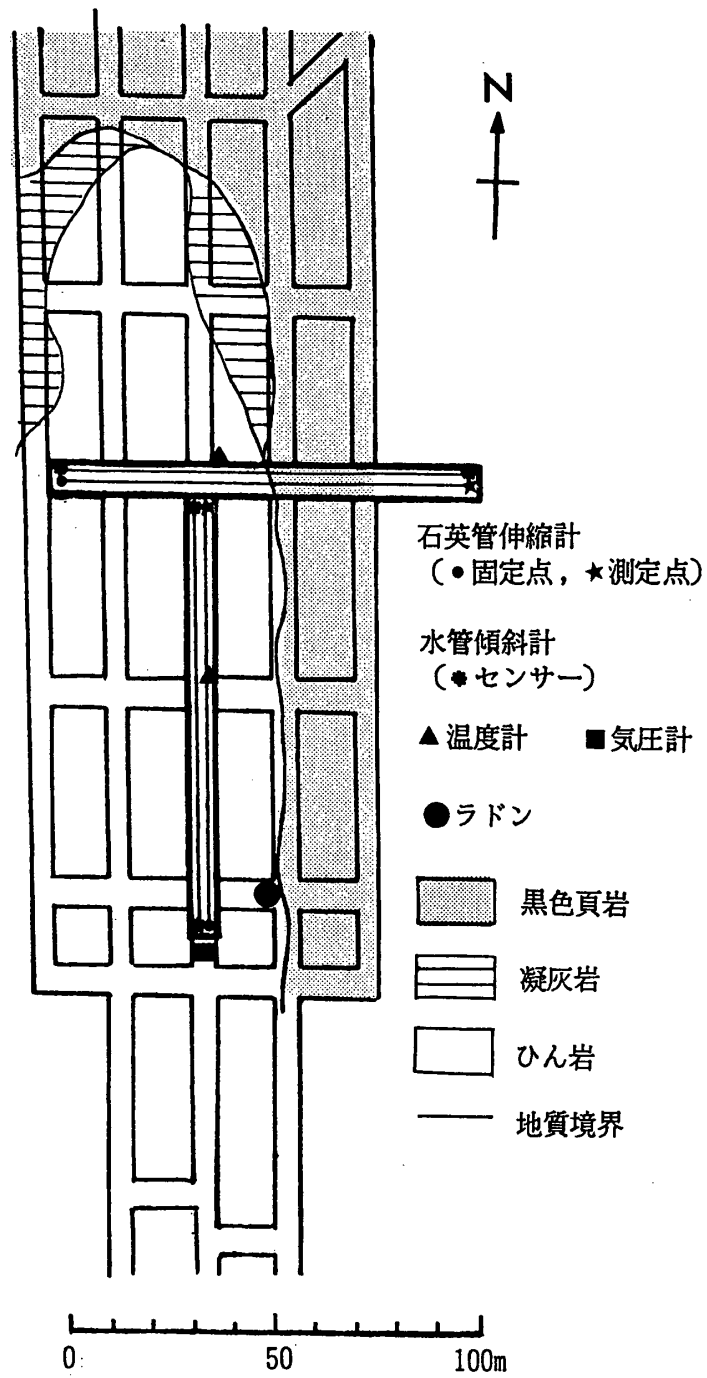 N
石英管伸縮計
(●固定点,★測定点)
水管傾斜計
(✸センサー)
▲温度計 ■気圧計
●ラドン
黒色頁岩
凝灰岩
ひん岩
地質境界
0 50 100m